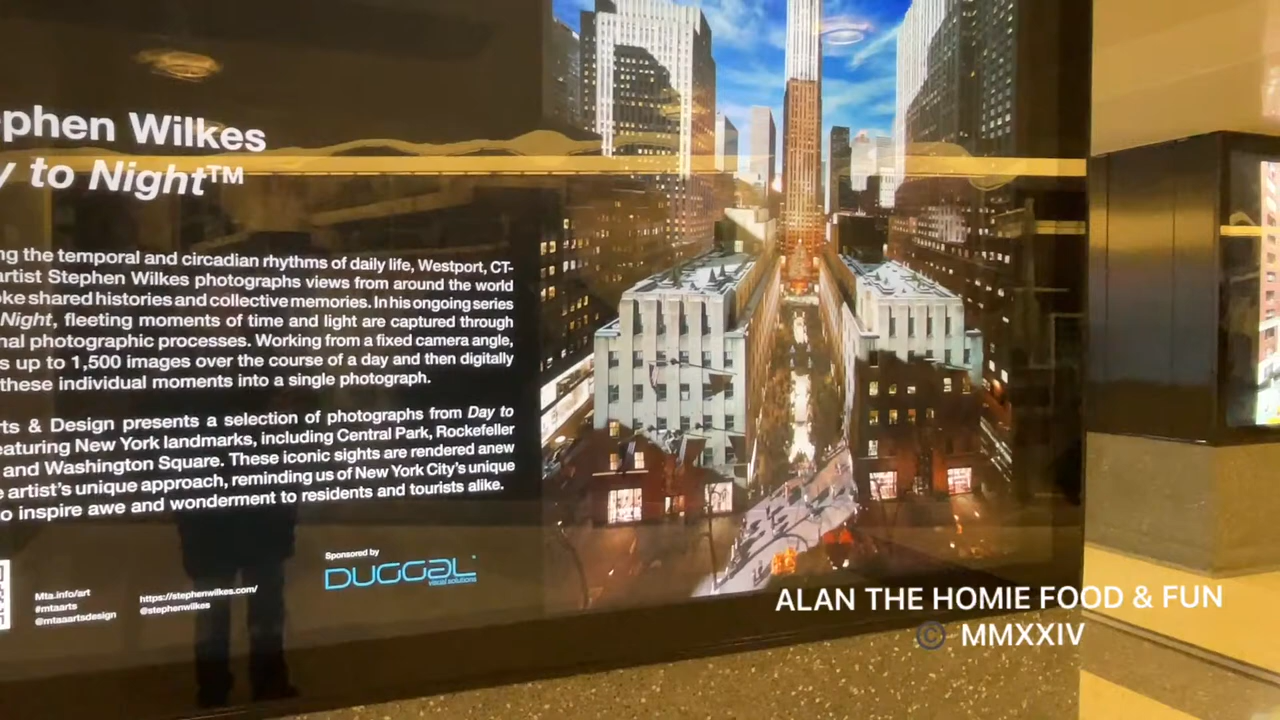 phen Wilkes
y to Night™
ng the temporal and circadian rhythms of daily life, Westport, CT-
artist Stephen Wilkes photographs views from around the world
oke shared histories and collective memories. In his ongoing series
Night, fleeting moments of time and light are captured through
nal photographic processes. Working from a fixed camera angle,
s up to 1,500 images over the course of a day and then digitally
these individual moments into a single photograph.
rts & Design presents a selection of photographs from Day to
eaturing New York landmarks, including Central Park, Rockefeller
and Washington Square. These iconic sights are rendered anew
e artist's unique approach, reminding us of New York City's unique
o inspire awe and wonderment to residents and tourists alike.
Mta.info/art
#mtaarts
@mtaaartsdesign
https://stephenwilkes.com/
@stephenwilkes
Sponsored by
DUGGAL
visual solutions
ALAN THE HOMIE FOOD & FUN
© MMXXIV